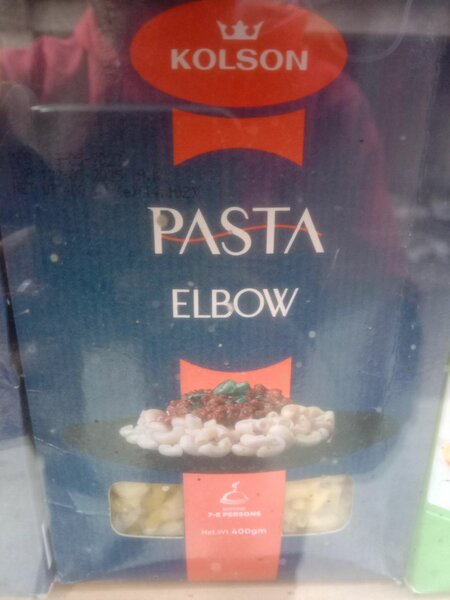 KOLSON
PASTA
ELBOW
7-8 PERSONS
Net.Wt. 400gm